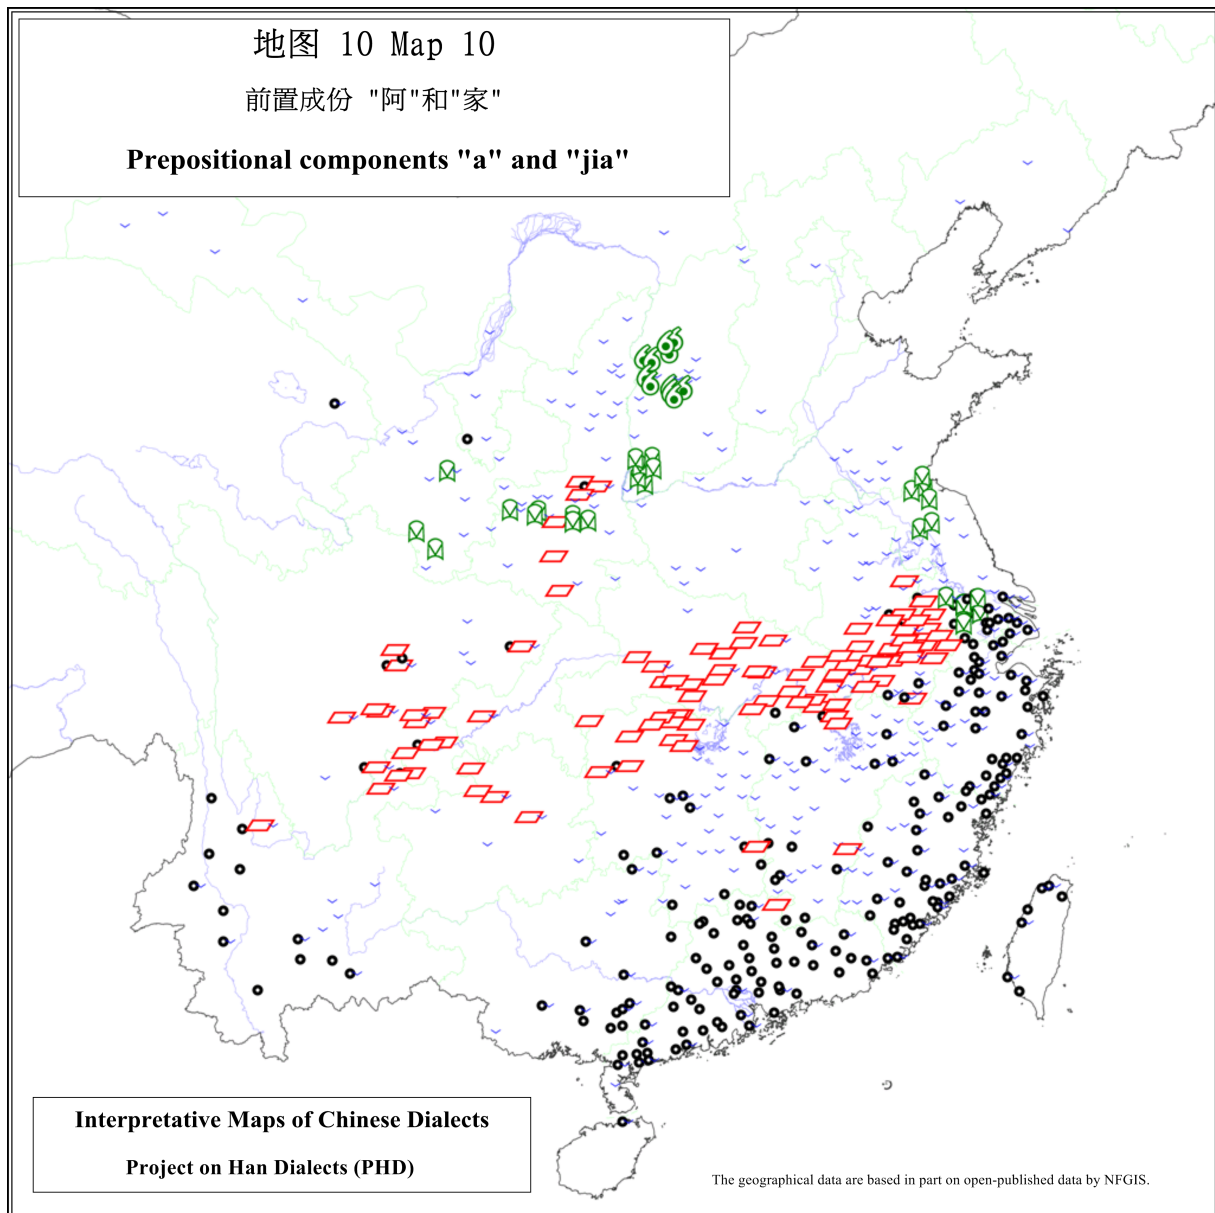 地图 10 Map 10
前置成份 "阿"和"家"
Prepositional components "a" and "jia"
Interpretative Maps of Chinese Dialects
Project on Han Dialects (PHD)
The geographical data are based in part on open-published data by NFGIS.